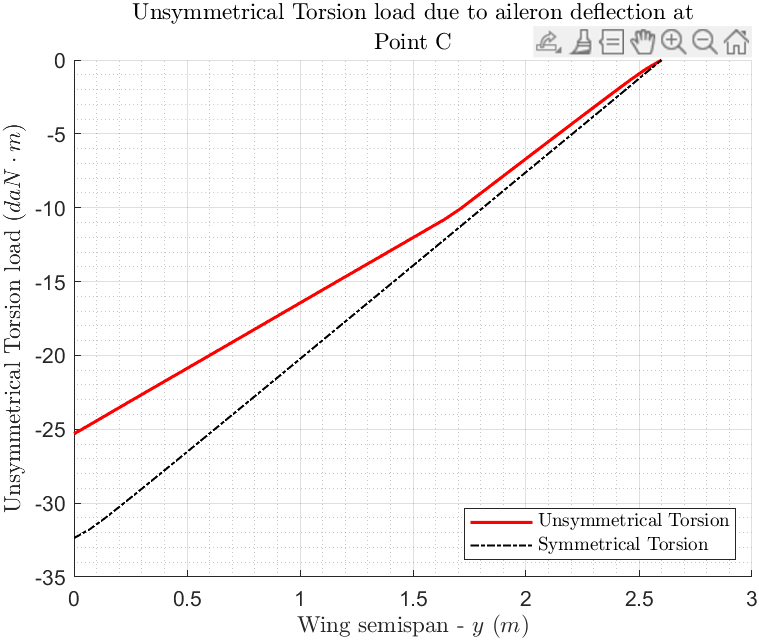 Unsymmetrical Torsion load due to aileron deflection at
Point C
Unsymmetrical Torsion load (daN · m)
0
-5
-10
-15
-20
-25
-30
-35
0 0.5 1 1.5 2 2.5 3
Wing semispan - y (m)
Unsymmetrical Torsion
Symmetrical Torsion